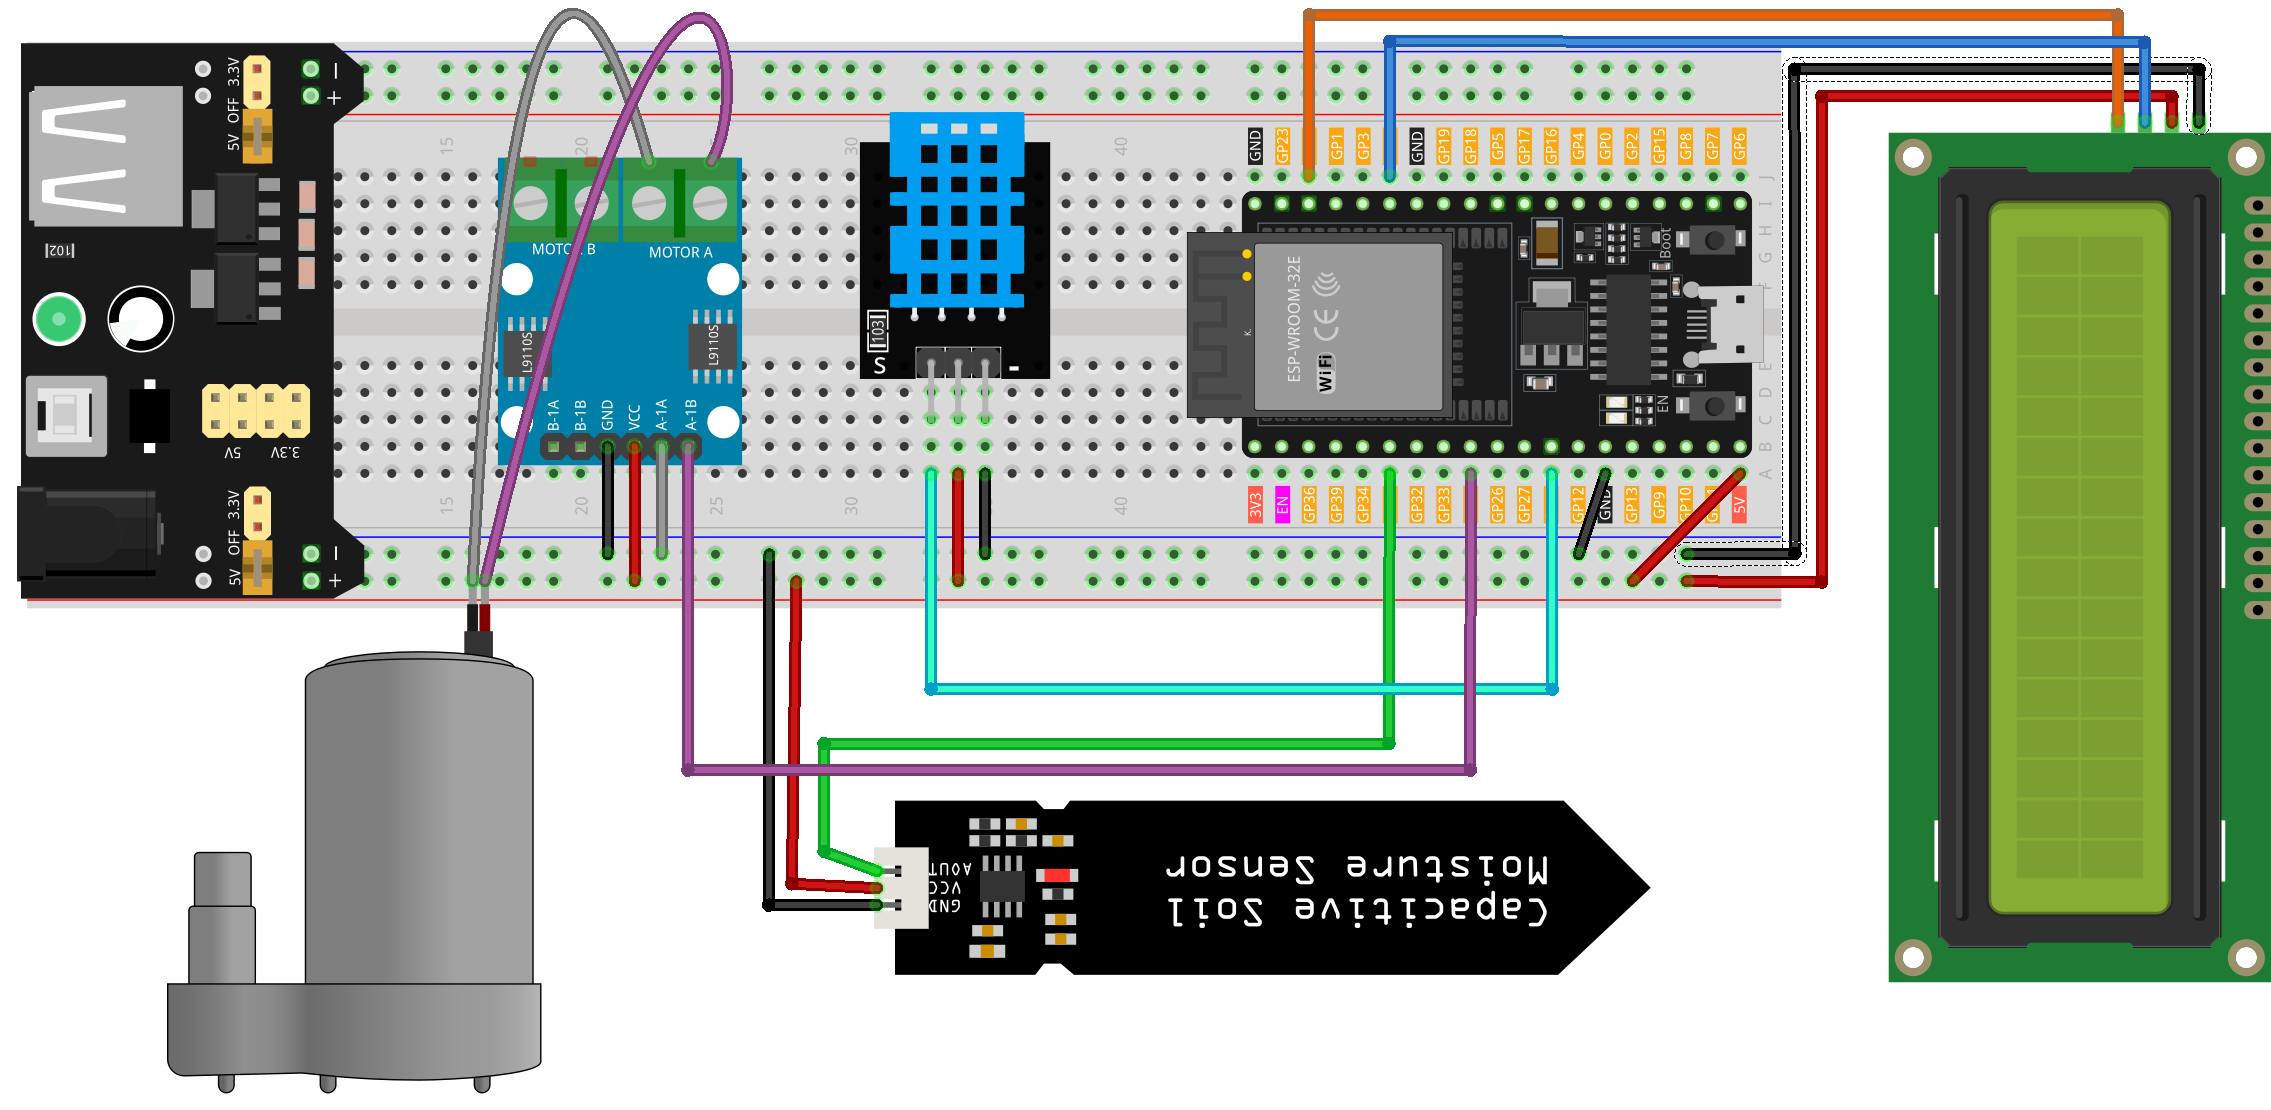 5V OFF 3.3V
102
5V
3.3V
5V OFF 3.3V
− +
− +
15
20
30
40
MOTOR B
MOTOR A
L9110S
L9110S
B-1A
B-1B
GND
VCC
A-1A
A-1B
103
S
-
GND
GP23
GP1
GP3
GND
GP19
GP18
GP5
GP17
GP16
GP4
GP0
GP2
GP15
GP8
GP7
GP6
J
I
H
G
ESP-WROOM-32E
WiFi
CE
K.
Boot
EN
E
D
C
B
A
15
20
25
30
40
3V3
EN
GP36
GP39
GP34
GP32
GP33
GP26
GP27
GP12
GND
GP13
GP9
GP10
5V
AOUT
VCC
GND
Capacitive Soil
Moisture Sensor